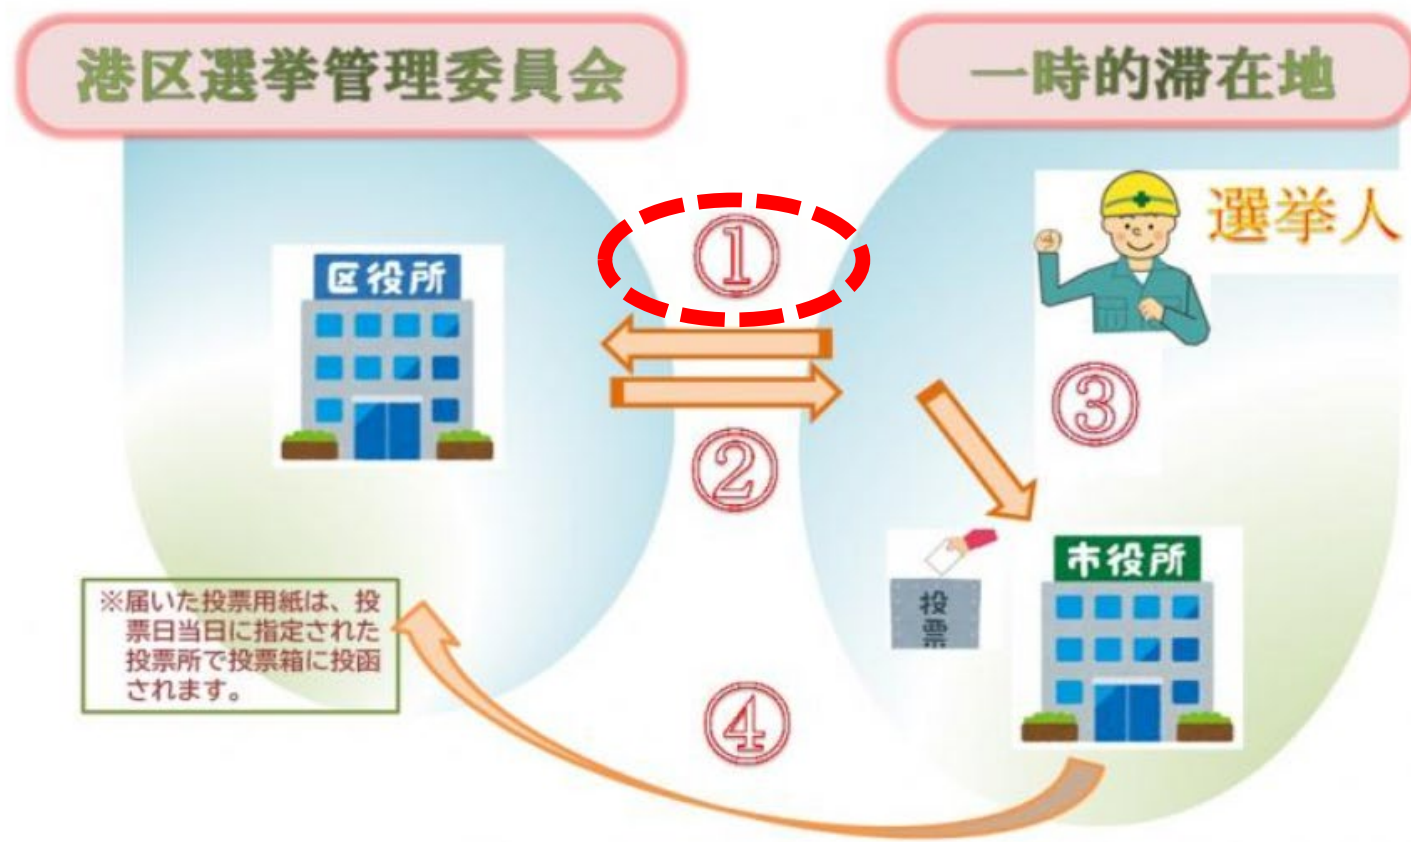 港区選挙管理委員会
一時的滞在地
①
選挙人
区役所
③
②
市役所
投
票
※届いた投票用紙は、投
票日当日に指定された
投票所で投票箱に投函
されます。
④